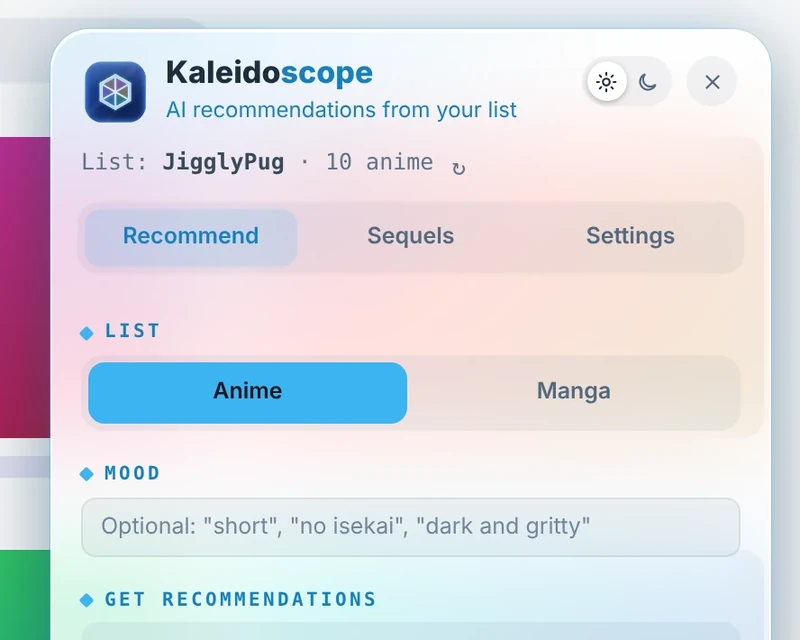 Kaleidoscope
AI recommendations from your list
List: JigglyPug · 10 anime ↻
Recommend Sequels Settings
LIST
Anime Manga
MOOD
Optional: "short", "no isekai", "dark and gritty"
GET RECOMMENDATIONS